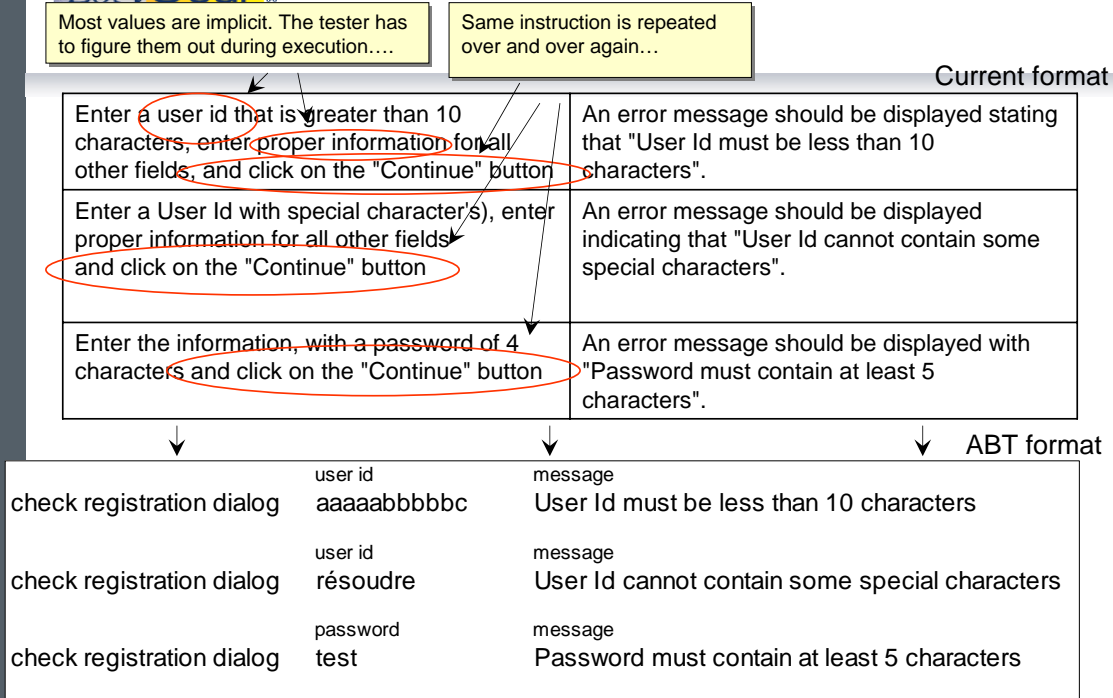 Most values are implicit. The tester has
to figure them out during execution….
Same instruction is repeated
over and over again…
Current format
Enter a user id that is greater than 10
characters, enter proper information for all
other fields, and click on the "Continue" button
An error message should be displayed stating
that "User Id must be less than 10
characters".
Enter a User Id with special character's), enter
proper information for all other fields
and click on the "Continue" button
An error message should be displayed
indicating that "User Id cannot contain some
special characters".
Enter the information, with a password of 4
characters and click on the "Continue" button
An error message should be displayed with
"Password must contain at least 5
characters".
ABT format
user id message
check registration dialog aaaaabbbbbc User Id must be less than 10 characters
user id message
check registration dialog résoudre User Id cannot contain some special characters
password message
check registration dialog test Password must contain at least 5 characters